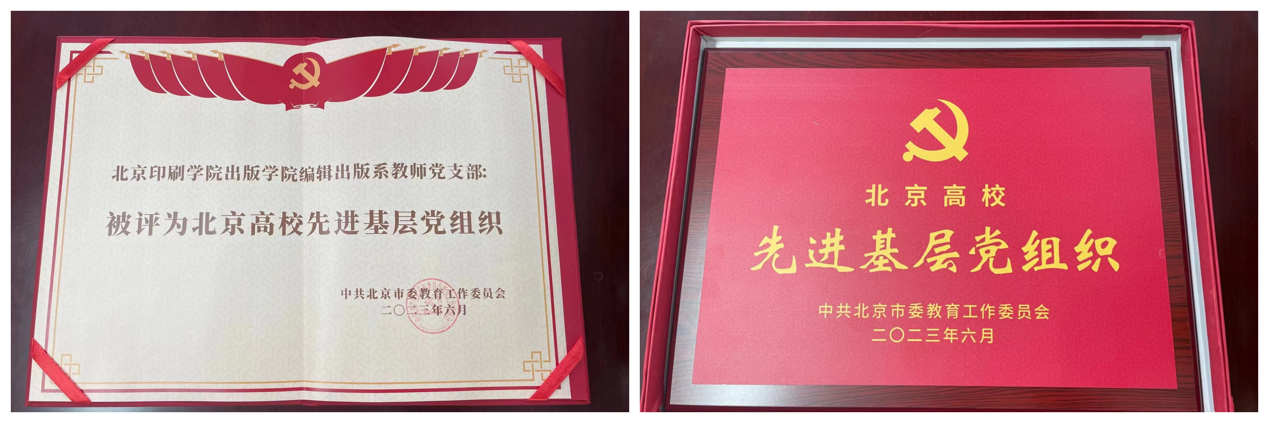 北京印刷学院出版学院编辑出版系教师党支部:
被评为北京高校先进基层党组织
中共北京市委教育工作委员会
二〇二三年六月
北京高校
先进基层党组织
中共北京市委教育工作委员会
二〇二三年六月